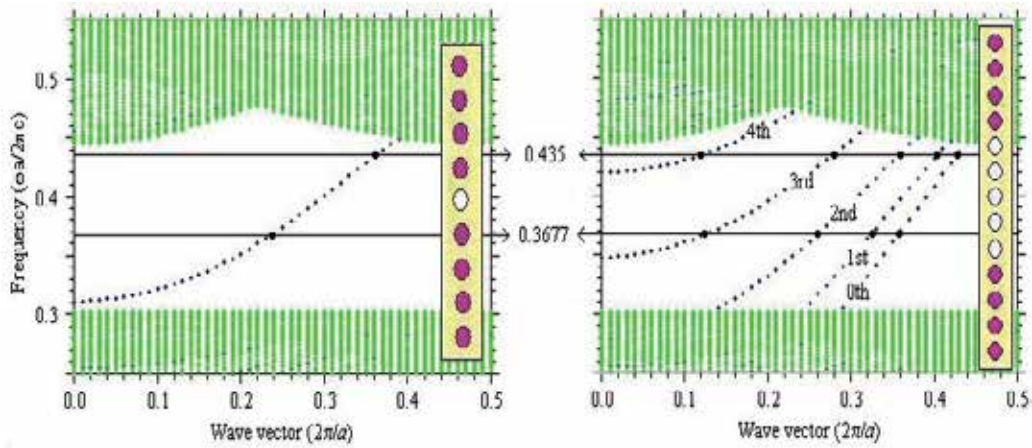 0.5
0.4
0.3
Frequency (ωa/2πc)
0.0 0.1 0.2 0.3 0.4 0.5
Wave vector (2π/a)
0.435
0.3677
4th
3rd
2nd
1st
0th
0.0 0.1 0.2 0.3 0.4 0.5
Wave vector (2π/a)